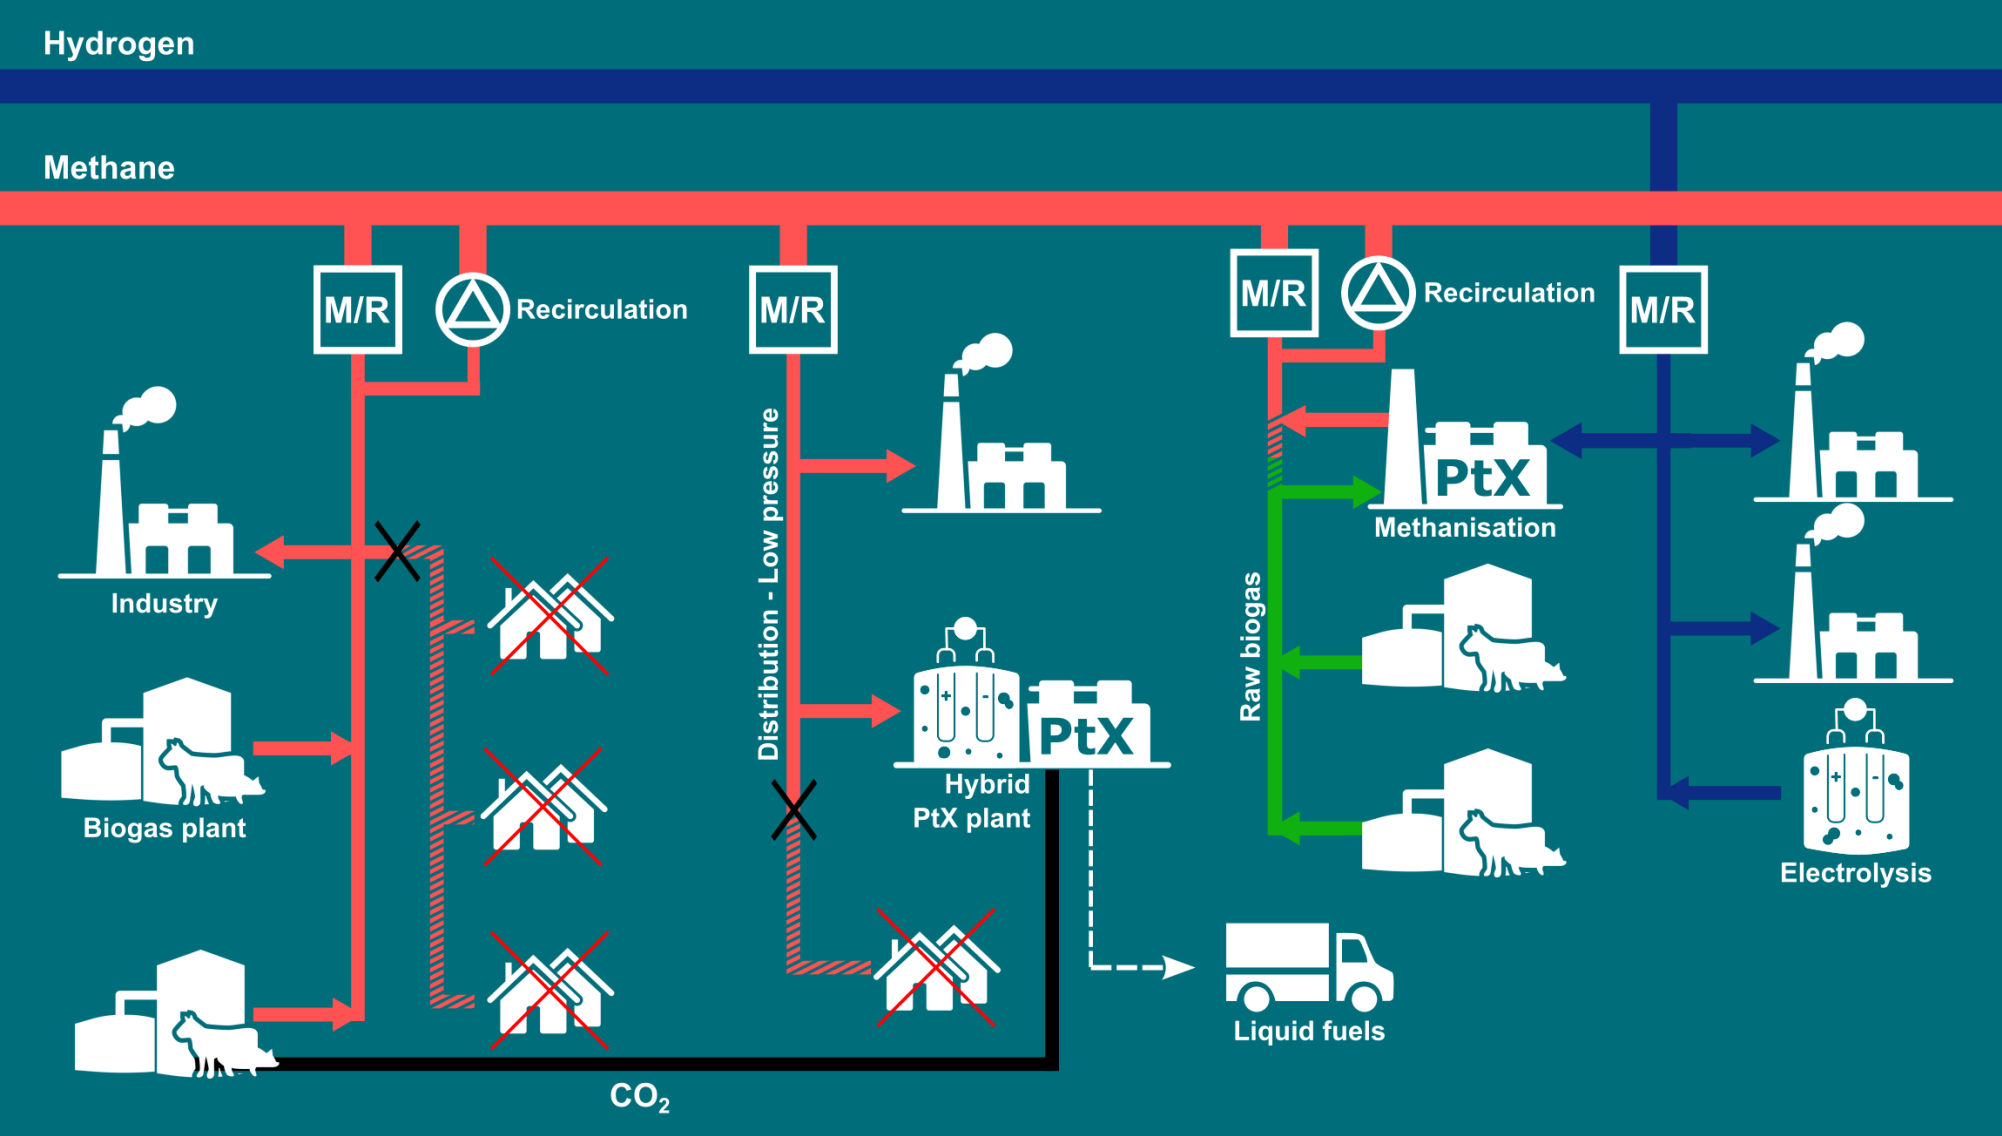 Hydrogen
Methane
M/R
Recirculation
M/R
M/R
Recirculation
M/R
Industry
Biogas plant
Distribution - Low pressure
PtX
Hybrid
PtX plant
CO₂
Raw biogas
PtX
Methanisation
Liquid fuels
Electrolysis